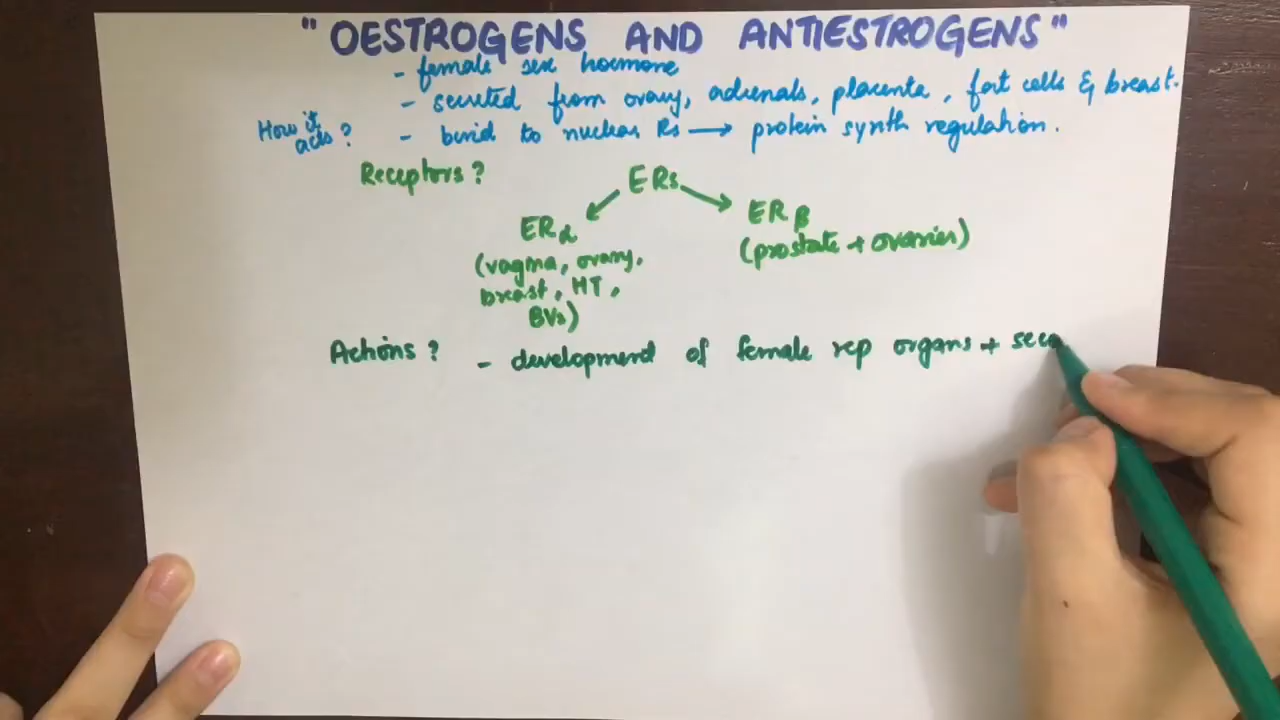 "OESTROGENS AND ANTIESTROGENS"
- female sex hormone
- secreted from ovary, adrenals, placenta, fat cells & breast.
How it acts?
- bind to nuclear Rs → protein synth regulation.
Receptors?
ERs
ERα
ERβ
(vagina, ovary,
breast, HT,
BVs)
(prostate + ovaries)
Actions?
- development of female rep organs + seco